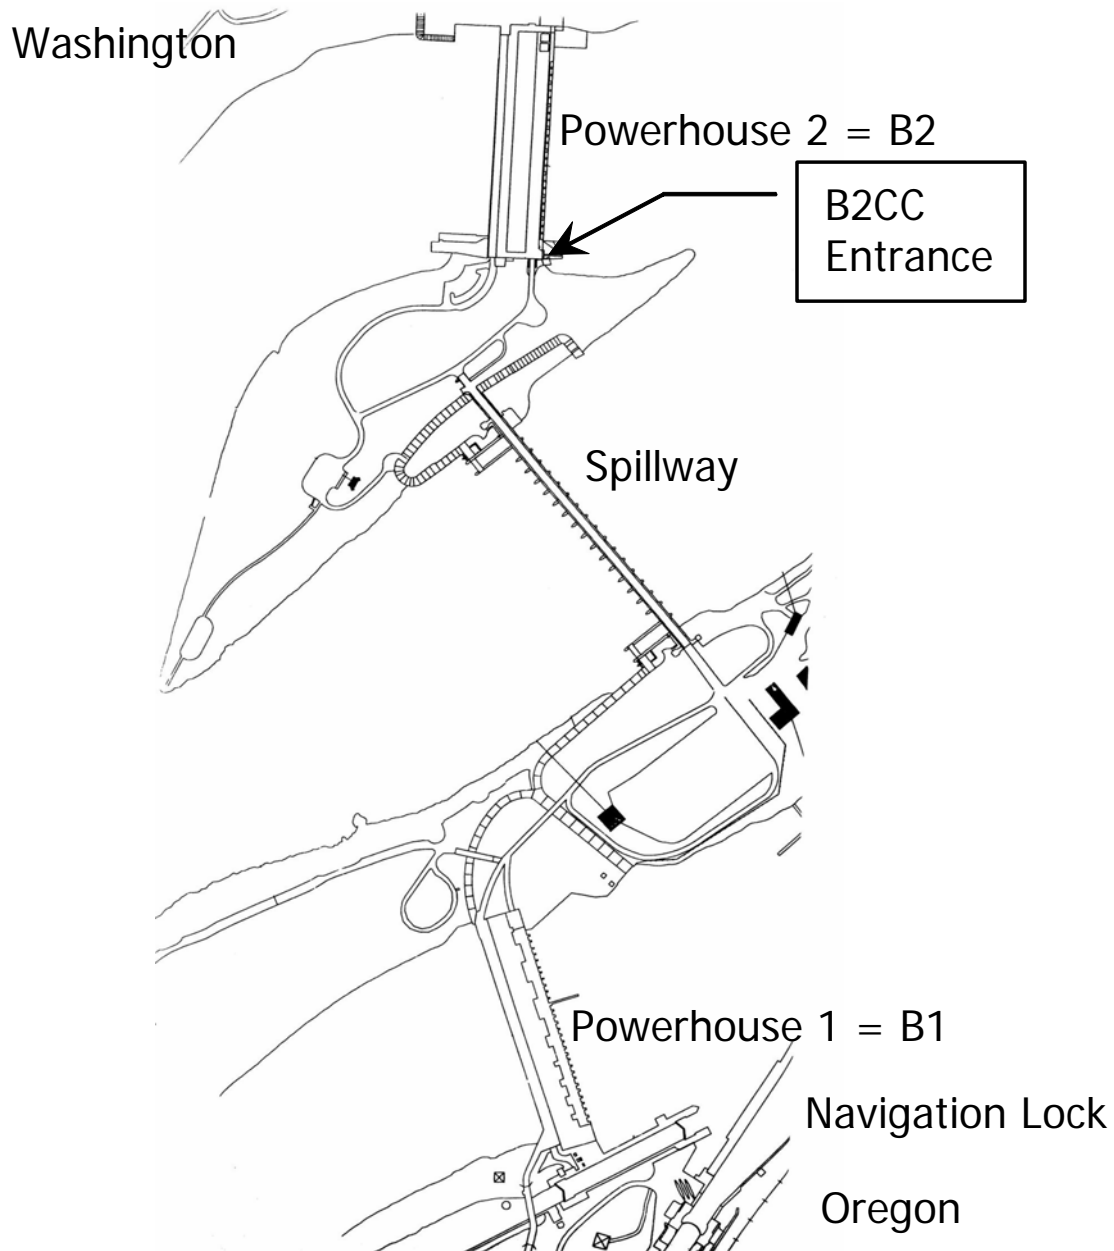 Washington
Powerhouse 2 = B2
B2CC
Entrance
Spillway
Powerhouse 1 = B1
Navigation Lock
Oregon